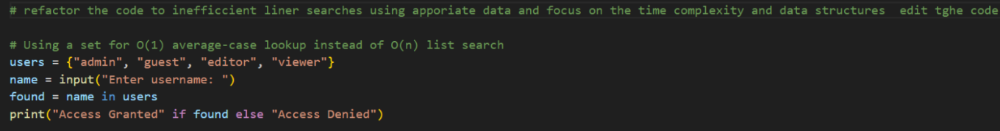 # refactor the code to inefficcient liner searches using apporiate data and focus on the time complexity and data structures  edit tghe code
# Using a set for O(1) average-case lookup instead of O(n) list search
users = {"admin", "guest", "editor", "viewer"}
name = input("Enter username: ")
found = name in users
print("Access Granted" if found else "Access Denied")